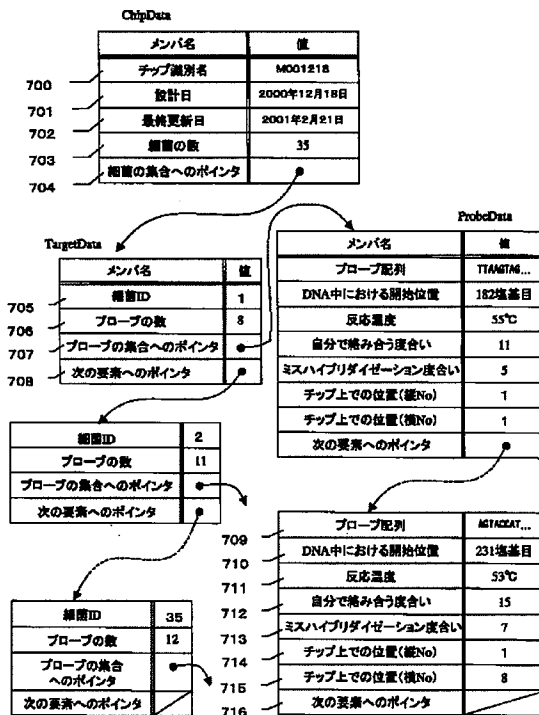 ChipData
メンバ名 値
700 チップ識別名 M001218
701 設計日 2000年12月18日
702 最終更新日 2001年2月21日
703 細菌の数 35
704 細菌の集合へのポインタ
TargetData
メンバ名 値
705 細菌ID 1
706 プローブの数 8
707 プローブの集合へのポインタ
708 次の要素へのポインタ
細菌ID 2
プローブの数 11
プローブの集合へのポインタ
次の要素へのポインタ
細菌ID 35
プローブの数 12
プローブの集合
へのポインタ
次の要素へのポインタ
ProbeData
メンバ名 値
プローブ配列 TTAAGTAG...
DNA中における開始位置 182塩基目
反応温度 55℃
自分で絡み合う度合い 11
ミスハイブリダイゼーション度合い 5
チップ上での位置(縦No) 1
チップ上での位置(横No) 1
次の要素へのポインタ
709 プローブ配列 AGTACCAT...
710 DNA中における開始位置 231塩基目
711 反応温度 53℃
712 自分で絡み合う度合い 15
713 ミスハイブリダイゼーション度合い 7
714 チップ上での位置(縦No) 1
715 チップ上での位置(横No) 8
716 次の要素へのポインタ